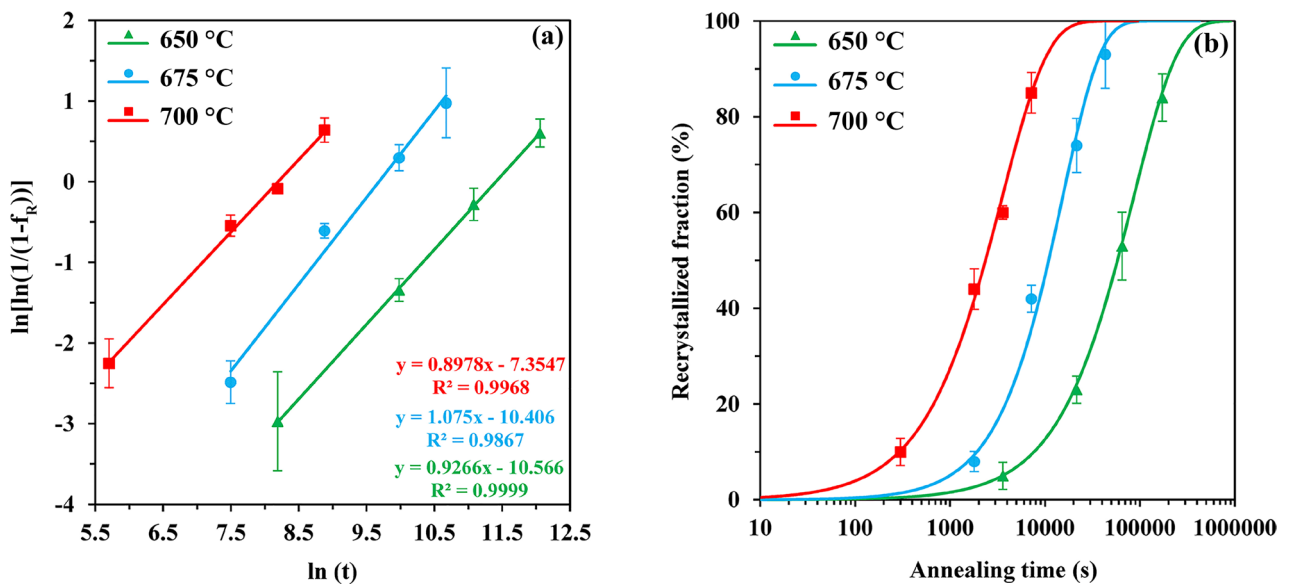 (a)
650 °C
675 °C
700 °C
ln[ln(1/(1-fR))]
2
1
0
-1
-2
-3
-4
y = 0.8978x - 7.3547
R² = 0.9968
y = 1.075x - 10.406
R² = 0.9867
y = 0.9266x - 10.566
R² = 0.9999
5.5 6.5 7.5 8.5 9.5 10.5 11.5 12.5
ln (t)
(b)
650 °C
675 °C
700 °C
Recrystallized fraction (%)
100
80
60
40
20
0
10 100 1000 10000 100000 1000000
Annealing time (s)